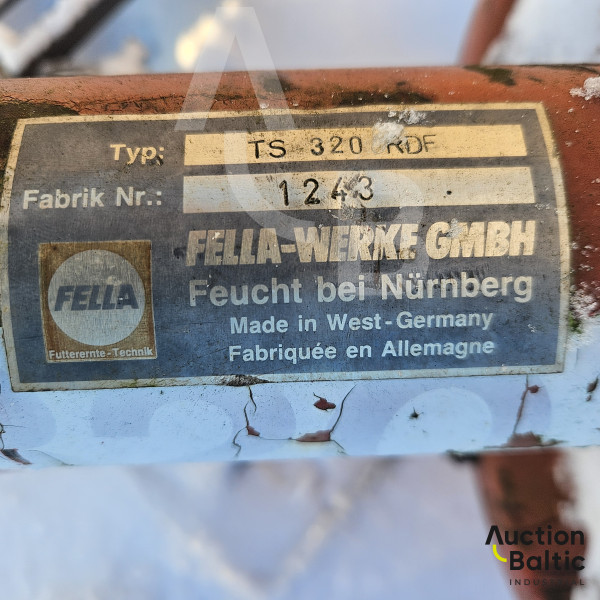 Typ: TS 320 RDF
Fabrik Nr.: 1243
FELLA-WERKE GMBH
Feucht bei Nürnberg
Made in West-Germany
Fabriquée en Allemagne
FELLA
Futterernte-Technik
Auction
Baltic
INDUSTRIAL